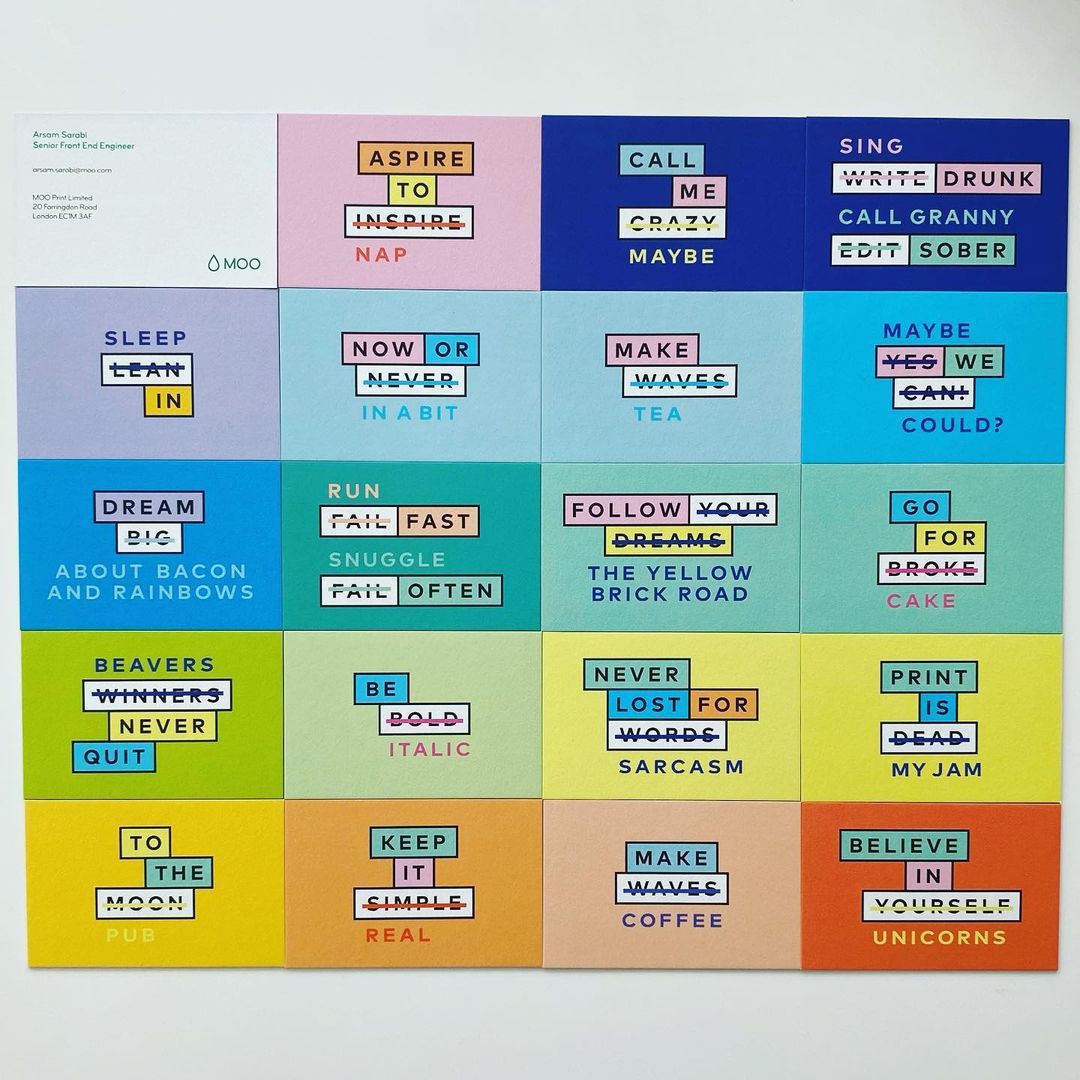 Arsam Sarabi
Senior Front End Engineer
arsam.sarabi@moo.com
MOO Print Limited
20 Farringdon Road
London EC1M 3AF
MOO
ASPIRE
TO
INSPIRE
NAP
CALL
ME
CRAZY
MAYBE
SING
WRITE DRUNK
CALL GRANNY
EDIT SOBER
SLEEP
LEAN
IN
NOW OR
NEVER
IN A BIT
MAKE
WAVES
TEA
MAYBE
YES WE
CAN!
COULD?
DREAM
BIG
ABOUT BACON
AND RAINBOWS
RUN
FAIL FAST
SNUGGLE
FAIL OFTEN
FOLLOW YOUR
DREAMS
THE YELLOW
BRICK ROAD
GO
FOR
BROKE
CAKE
BEAVERS
WINNERS
NEVER
QUIT
BE
BOLD
ITALIC
NEVER
LOST FOR
WORDS
SARCASM
PRINT
IS
DEAD
MY JAM
TO
THE
MOON
PUB
KEEP
IT
SIMPLE
REAL
MAKE
WAVES
COFFEE
BELIEVE
IN
YOURSELF
UNICORNS